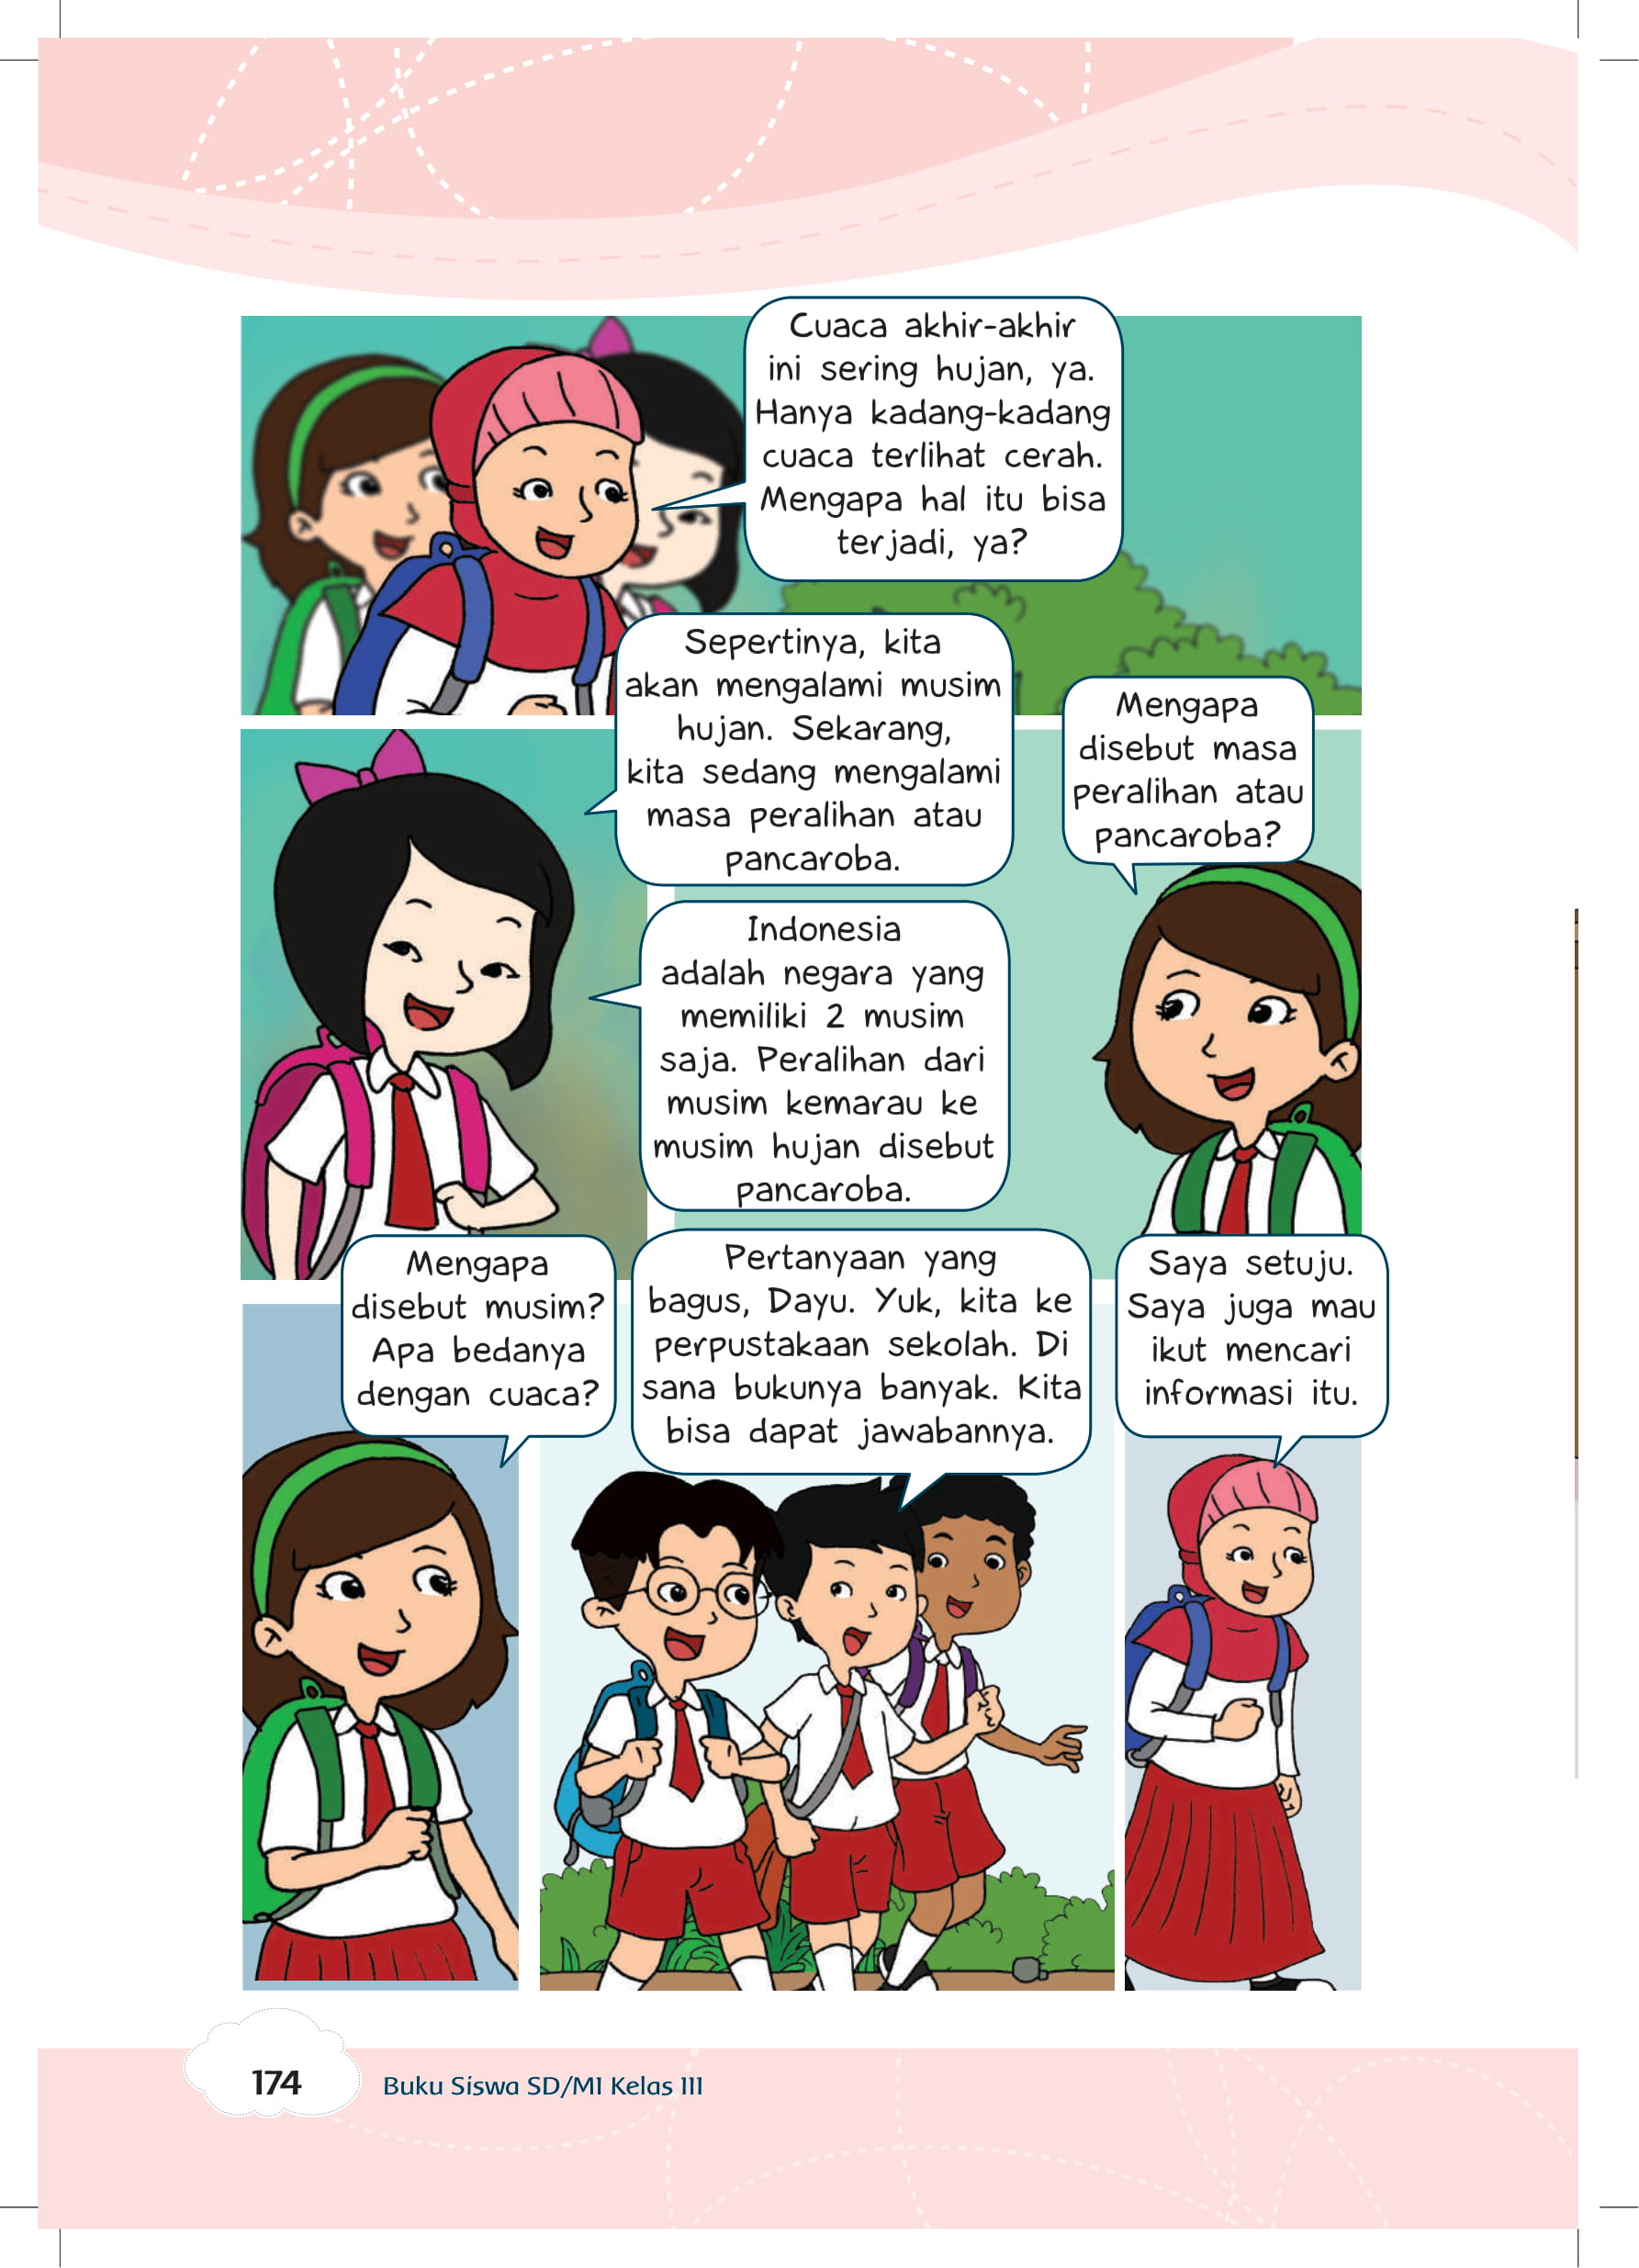 Cuaca akhir-akhir
ini sering hujan, ya.
Hanya kadang-kadang
cuaca terlihat cerah.
Mengapa hal itu bisa
terjadi, ya?
Sepertinya, kita
akan mengalami musim
hujan. Sekarang,
kita sedang mengalami
masa peralihan atau
pancaroba.
Mengapa
disebut masa
peralihan atau
pancaroba?
Indonesia
adalah negara yang
memiliki 2 musim
saja. Peralihan dari
musim kemarau ke
musim hujan disebut
pancaroba.
Mengapa
disebut musim?
Apa bedanya
dengan cuaca?
Pertanyaan yang
bagus, Dayu. Yuk, kita ke
perpustakaan sekolah. Di
sana bukunya banyak. Kita
bisa dapat jawabannya.
Saya setuju.
Saya juga mau
ikut mencari
informasi itu.
174
Buku Siswa SD/MI Kelas III